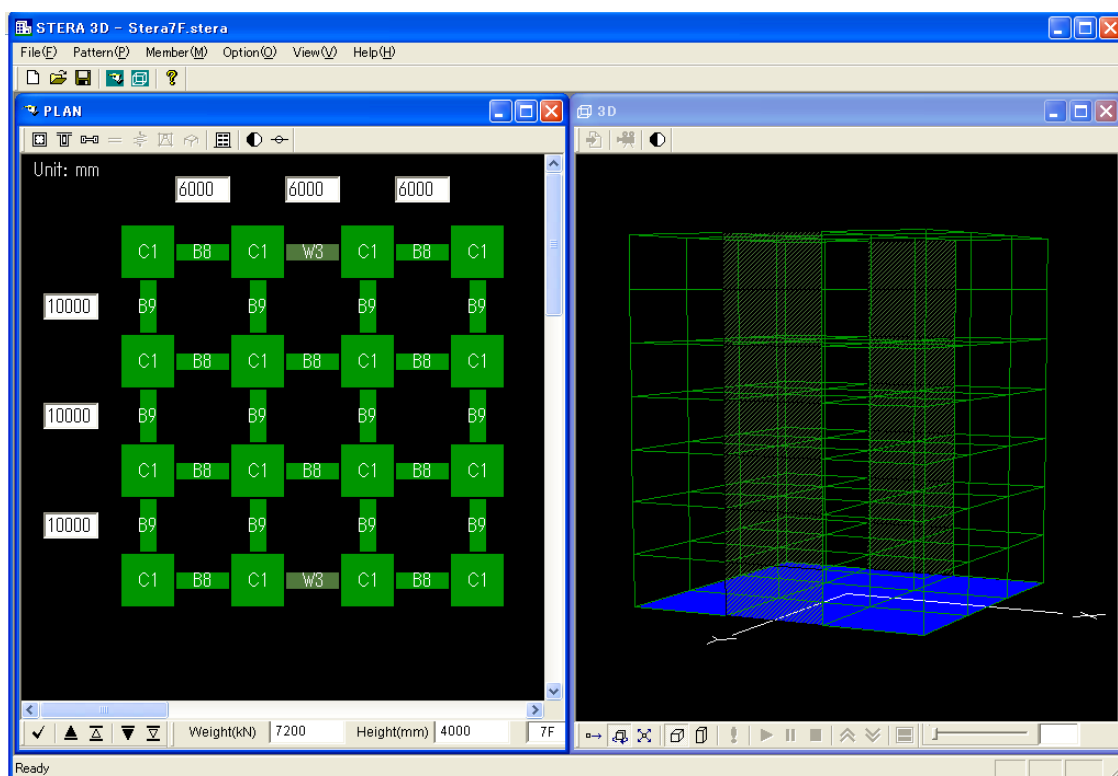 STERA 3D - Stera7F.stera
File(F) Pattern(P) Member(M) Option(O) View(V) Help(H)
PLAN
Unit: mm
6000 6000 6000
C1 B8 C1 W3 C1 B8 C1
10000 B9 B9 B9 B9
C1 B8 C1 B8 C1 B8 C1
10000 B9 B9 B9 B9
C1 B8 C1 B8 C1 B8 C1
10000 B9 B9 B9 B9
C1 B8 C1 W3 C1 B8 C1
Weight(kN) 7200 Height(mm) 4000 7F
3D
Y X
Ready